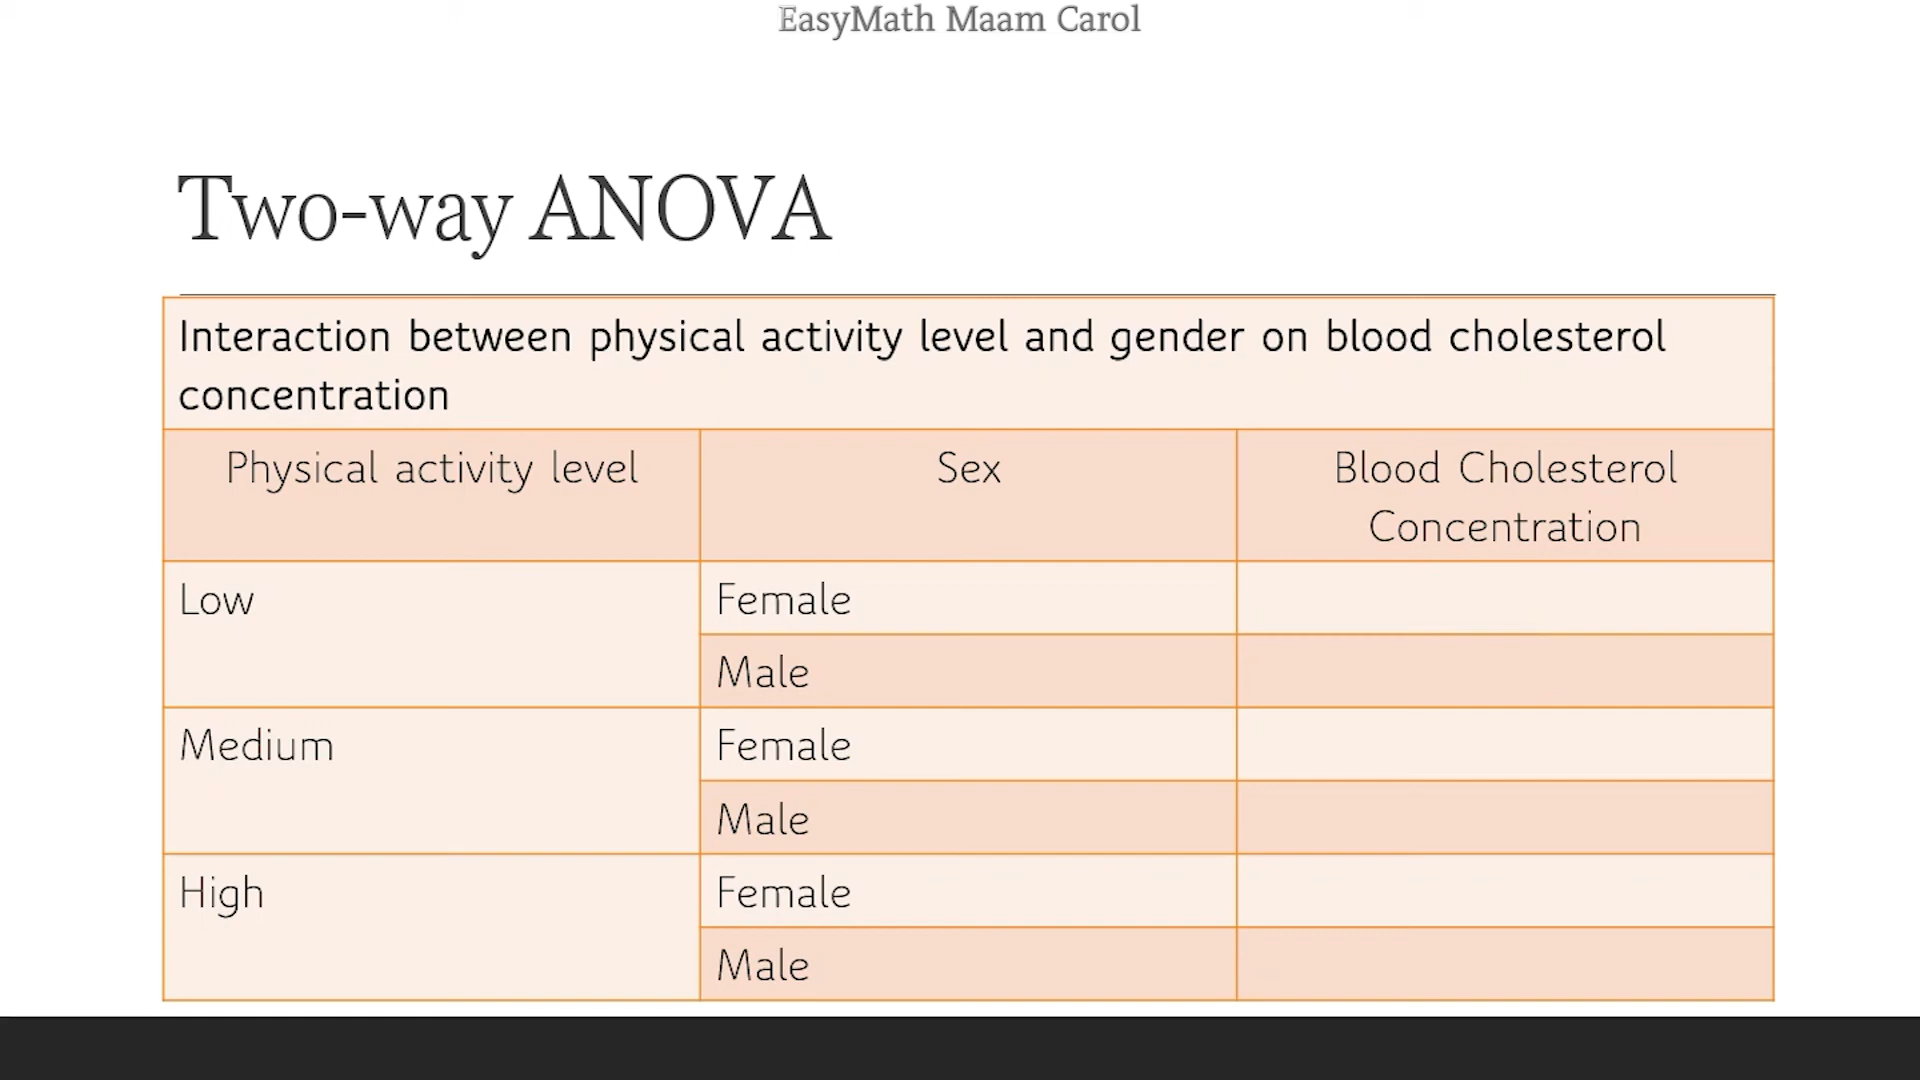 EasyMath Maam Carol
Two-way ANOVA
Interaction between physical activity level and gender on blood cholesterol
concentration
Physical activity level
Sex
Blood Cholesterol
Concentration
Low
Female
Male
Medium
Female
Male
High
Female
Male